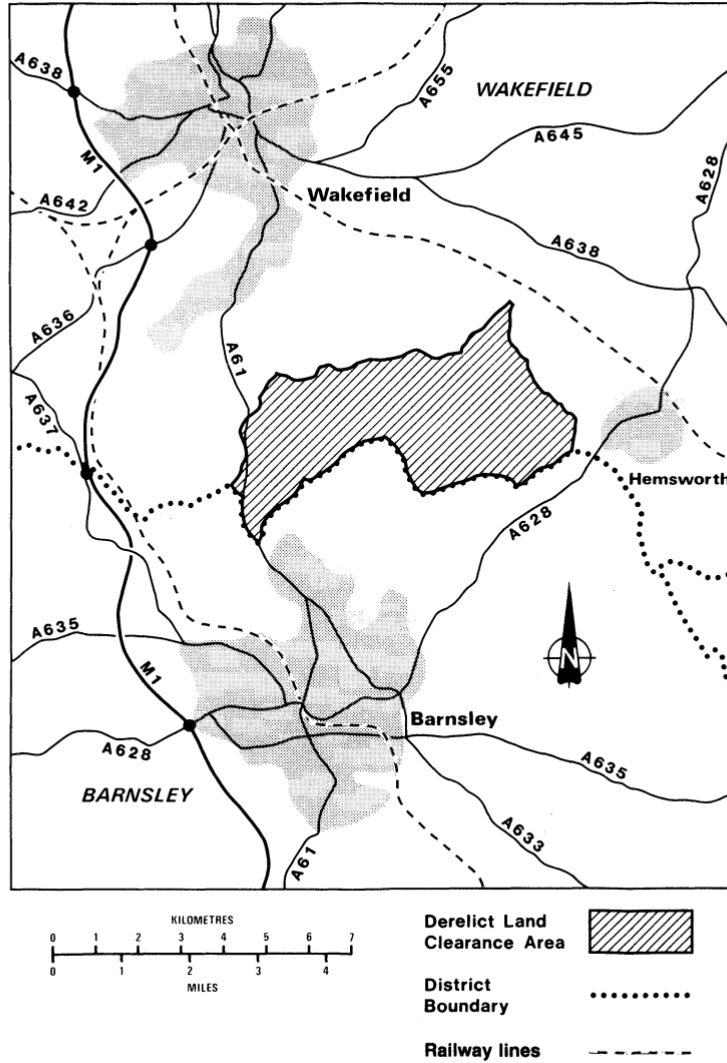 A638
A655
WAKEFIELD
A645
A628
M1
Wakefield
A642
A638
A636
A61
A637
Hemsworth
A628
A635
N
M1
Barnsley
A628
A635
BARNSLEY
A633
A61
KILOMETRES
0 1 2 3 4 5 6 7
0 1 2 3 4
MILES
Derelict Land
Clearance Area
District
Boundary
Railway lines